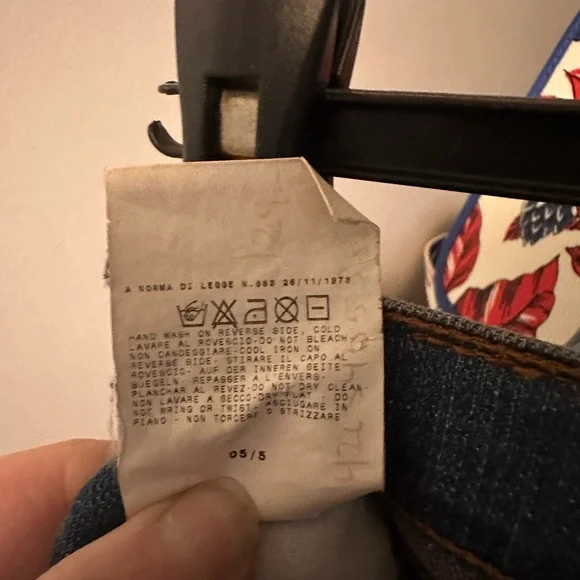 A NORMA DI LEGGE N.883 26/11/1973
HAND WASH ON REVERSE SIDE, COLD
LAVARE AL ROVESCIO-DO NOT BLEACH
NON CANDEGGIARE-COOL IRON ON
REVERSE SIDE- STIRARE IL CAPO AL
ROVESCIO- AUF DER INNEREN SEITE
BUEGELN- REPASSER A L'ENVERS-
PLANCHAR AL REVEZ-DO NOT DRY CLEAN-
NON LAVARE A SECCO-DRY FLAT - DO
NOT WRING OR TWIST- ASCIUGARE IN
PIANO - NON TORCERE O STRIZZARE
05/5